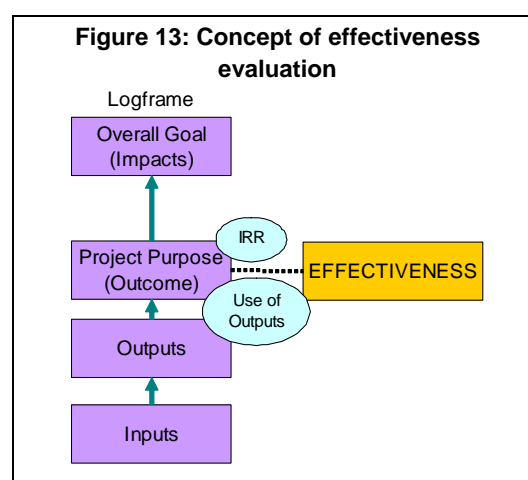 Figure 13: Concept of effectiveness
evaluation
Logframe
Overall Goal
(Impacts)
IRR
Project Purpose
(Outcome)
EFFECTIVENESS
Use of
Outputs
Outputs
Inputs